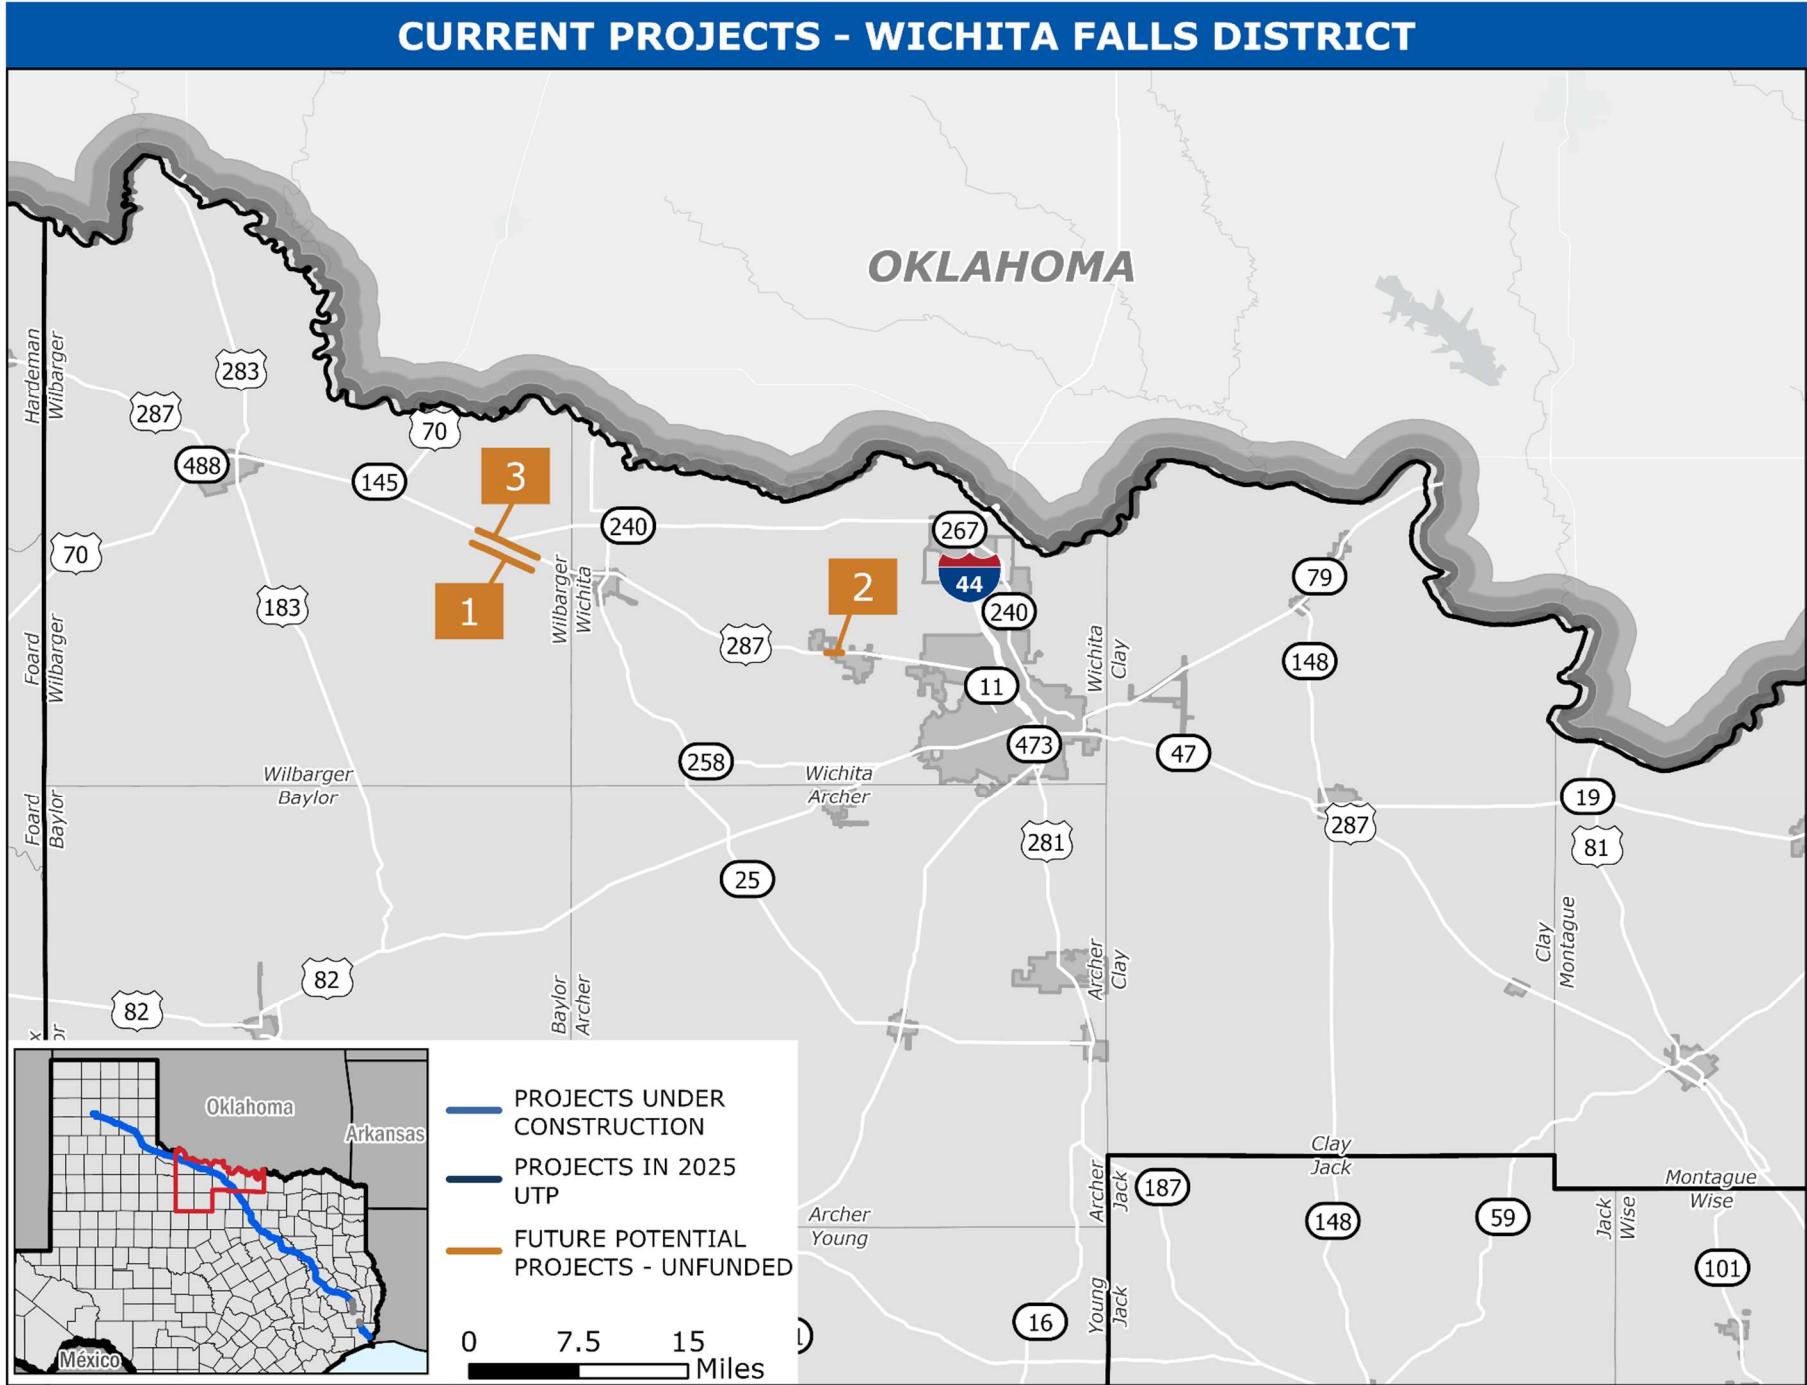 CURRENT PROJECTS - WICHITA FALLS DISTRICT
OKLAHOMA
Hardeman
Wilbarger
283
287
70
488
145
3
240
267
70
1
2
44
79
183
Wilbarger
Wichita
240
Foard
Wilbarger
287
Wichita
Clay
148
11
473
47
258
Wilbarger
Baylor
Wichita
Archer
Foard
Baylor
19
287
281
81
25
Clay
Montague
82
82
Baylor
Archer
Archer
Clay
x
or
Oklahoma
Arkansas
México
PROJECTS UNDER
CONSTRUCTION
PROJECTS IN 2025
UTP
FUTURE POTENTIAL
PROJECTS - UNFUNDED
0 7.5 15
Miles
Clay
Jack
Archer
Jack
187
Montague
Wise
Archer
Young
148
59
Jack
Wise
101
Young
Jack
16